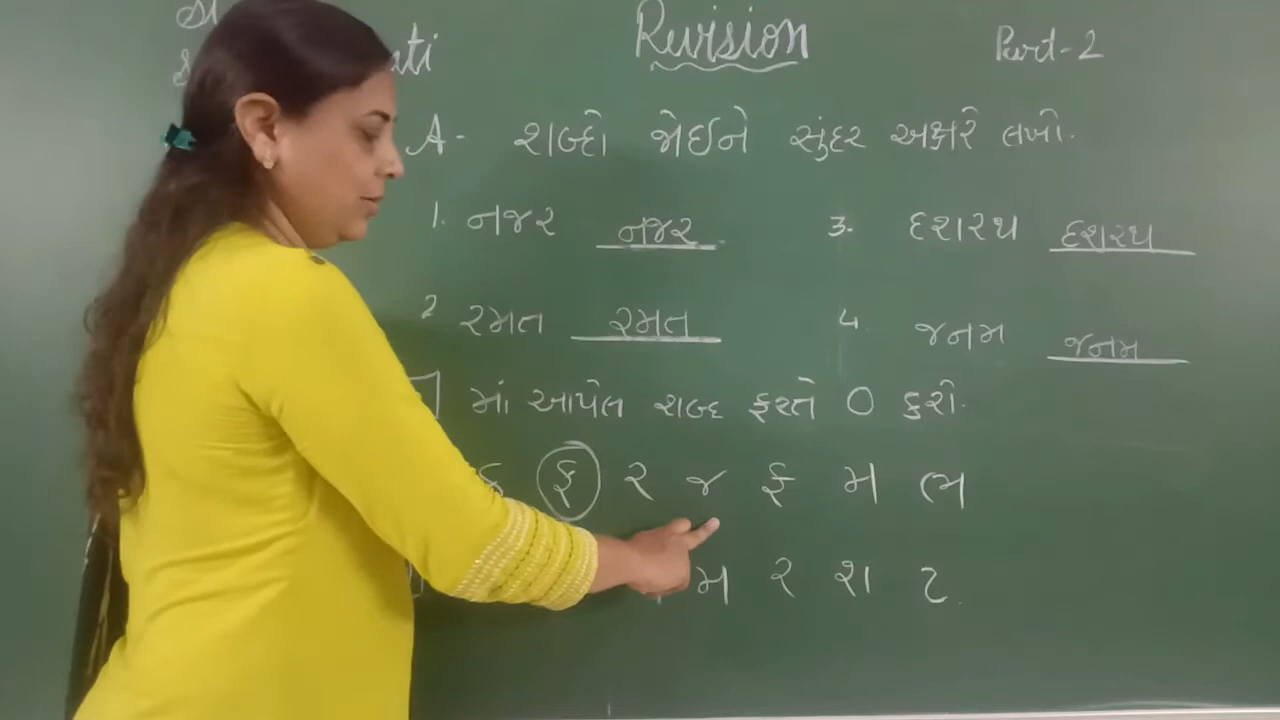 Revision Part-2
A- શબ્દો જોઈને સુંદર અક્ષરે લખો.
1. નજર નજર 3. દશરથ દશરથ
2 રમત રમત 4 જનમ જનમ
માં આપેલ શબ્દ ફરતે 0 કરો.
ફ ર જ ફ મ ભ
મ ર શ ટ